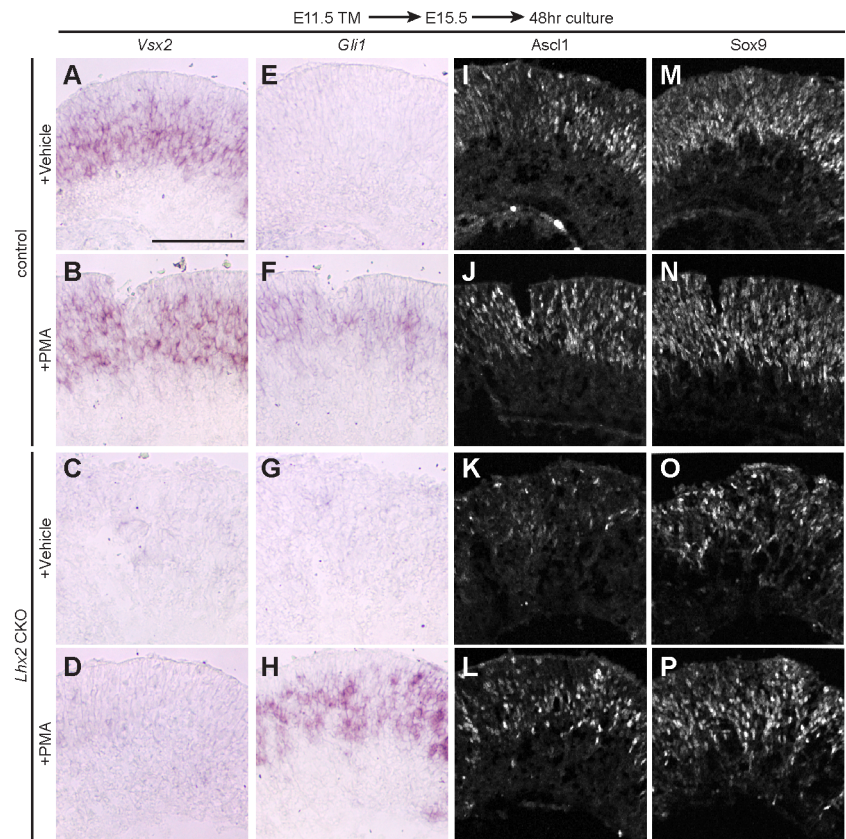 E11.5 TM → E15.5 → 48hr culture
Vsx2 Gli1 Ascl1 Sox9
control
+Vehicle
A E I M
+PMA
B F J N
Lhx2 CKO
+Vehicle
C G K O
+PMA
D H L P